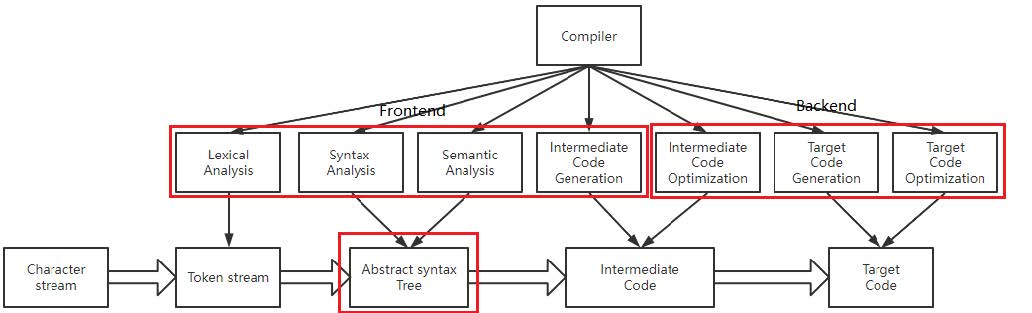 Compiler
Frontend
Backend
Lexical
Analysis
Syntax
Analysis
Semantic
Analysis
Intermediate
Code
Generation
Intermediate
Code
Optimization
Target
Code
Generation
Target
Code
Optimization
Character
stream
Token stream
Abstract syntax
Tree
Intermediate
Code
Target
Code